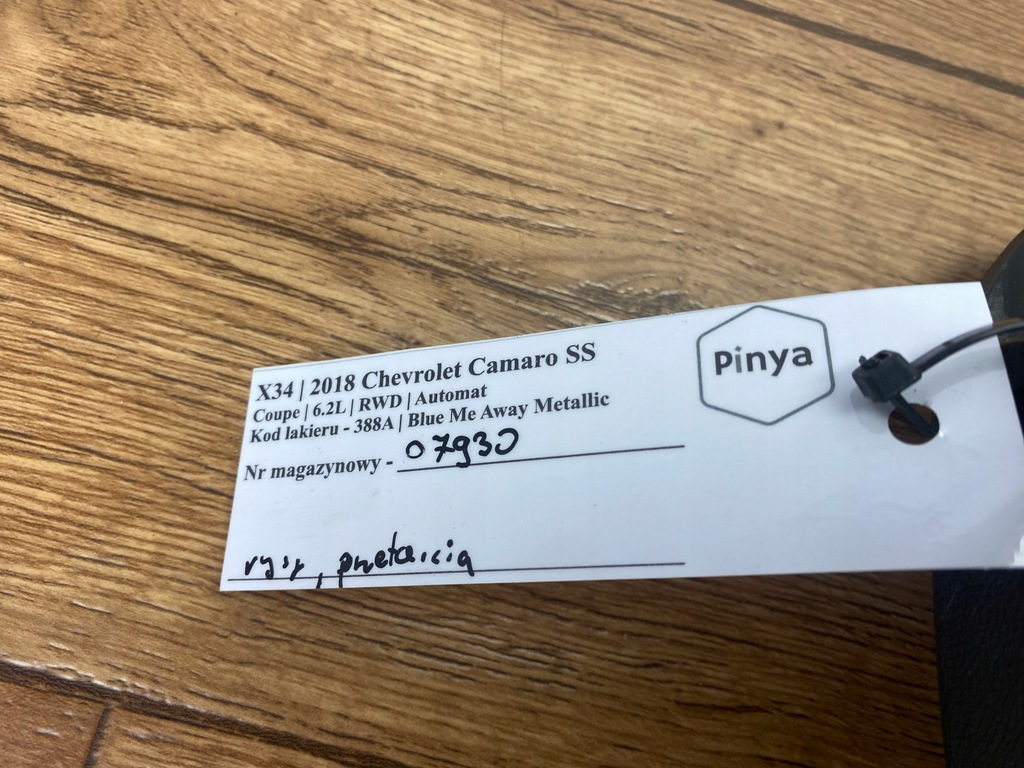 X34 | 2018 Chevrolet Camaro SS
Coupe | 6.2L | RWD | Automat
Kod lakieru - 388A | Blue Me Away Metallic
Nr magazynowy - 07930
rysy, przetarcia
Pinya